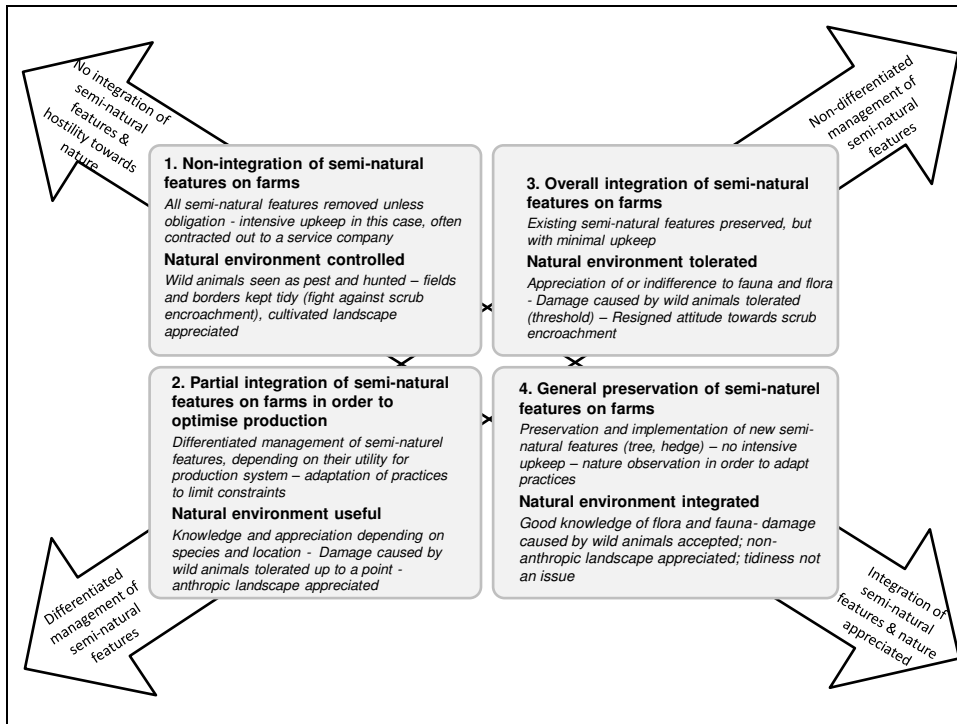 No integration of
semi-natural
features &
hostility towards
nature
Non-differentiated
management of
semi-natural
features
1. Non-integration of semi-natural
features on farms
All semi-natural features removed unless
obligation - intensive upkeep in this case, often
contracted out to a service company
Natural environment controlled
Wild animals seen as pest and hunted – fields
and borders kept tidy (fight against scrub
encroachment), cultivated landscape
appreciated
3. Overall integration of semi-natural
features on farms
Existing semi-natural features preserved, but
with minimal upkeep
Natural environment tolerated
Appreciation of or indifference to fauna and flora
- Damage caused by wild animals tolerated
(threshold) – Resigned attitude towards scrub
encroachment
2. Partial integration of semi-natural
features on farms in order to
optimise production
Differentiated management of semi-naturel
features, depending on their utility for
production system – adaptation of practices
to limit constraints
Natural environment useful
Knowledge and appreciation depending on
species and location - Damage caused by
wild animals tolerated up to a point -
anthropic landscape appreciated
4. General preservation of semi-naturel
features on farms
Preservation and implementation of new semi-
natural features (tree, hedge) – no intensive
upkeep – nature observation in order to adapt
practices
Natural environment integrated
Good knowledge of flora and fauna- damage
caused by wild animals accepted; non-
anthropic landscape appreciated; tidiness not
an issue
Differentiated
management of
semi-natural
features
Integration of
semi-natural
features & nature
appreciated